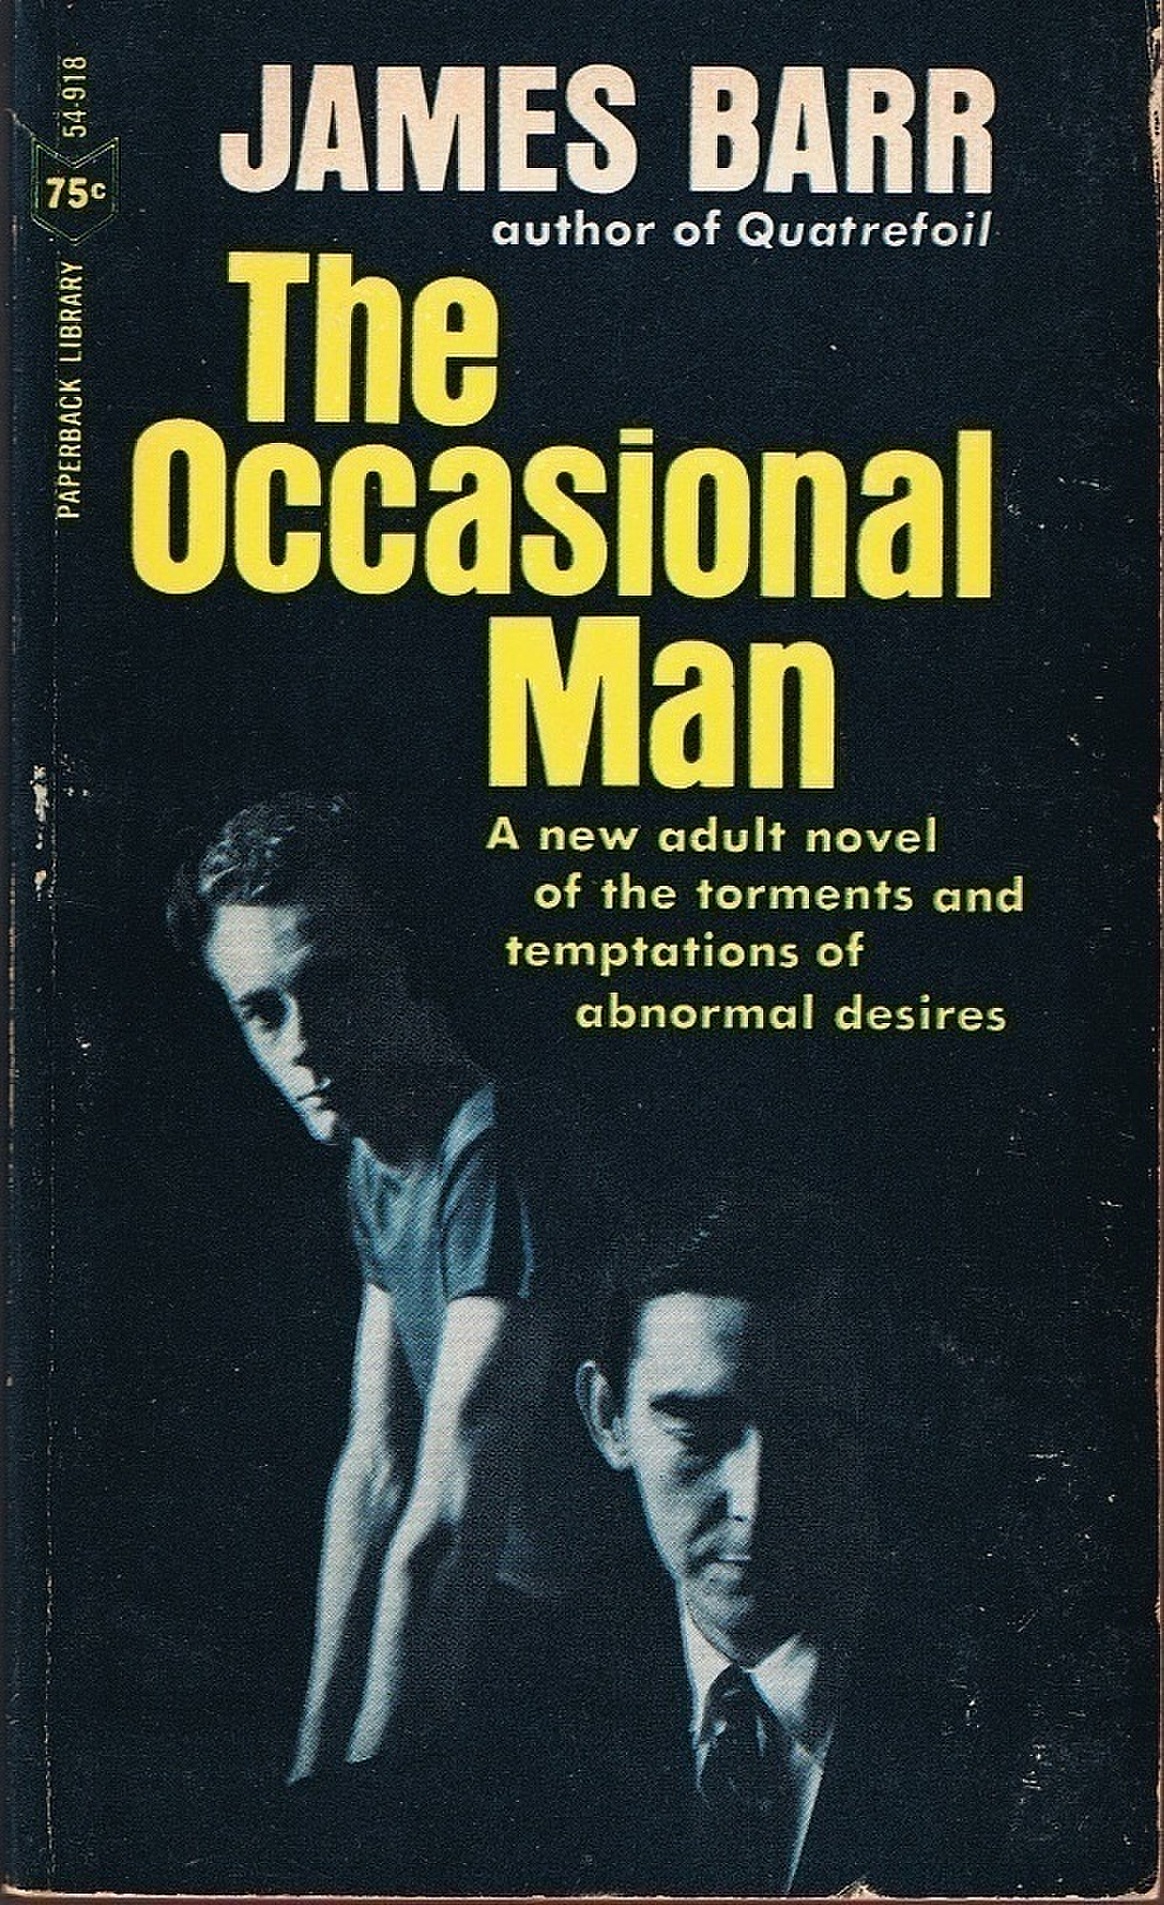 54-918
75c
PAPERBACK LIBRARY
JAMES BARR
author of Quatrefoil
The
Occasional
Man
A new adult novel
of the torments and
temptations of
abnormal desires